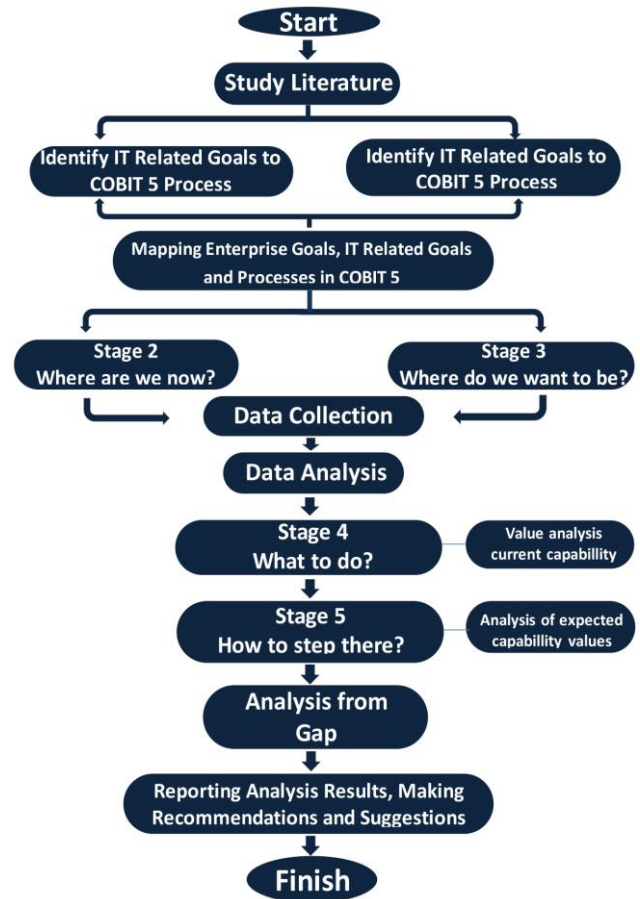 Start
Study Literature
Identify IT Related Goals to
COBIT 5 Process
Identify IT Related Goals to
COBIT 5 Process
Mapping Enterprise Goals, IT Related Goals
and Processes in COBIT 5
Stage 2
Where are we now?
Stage 3
Where do we want to be?
Data Collection
Data Analysis
Stage 4
What to do?
Value analysis
current capabillity
Stage 5
How to step there?
Analysis of expected
capabillity values
Analysis from
Gap
Reporting Analysis Results, Making
Recommendations and Suggestions
Finish